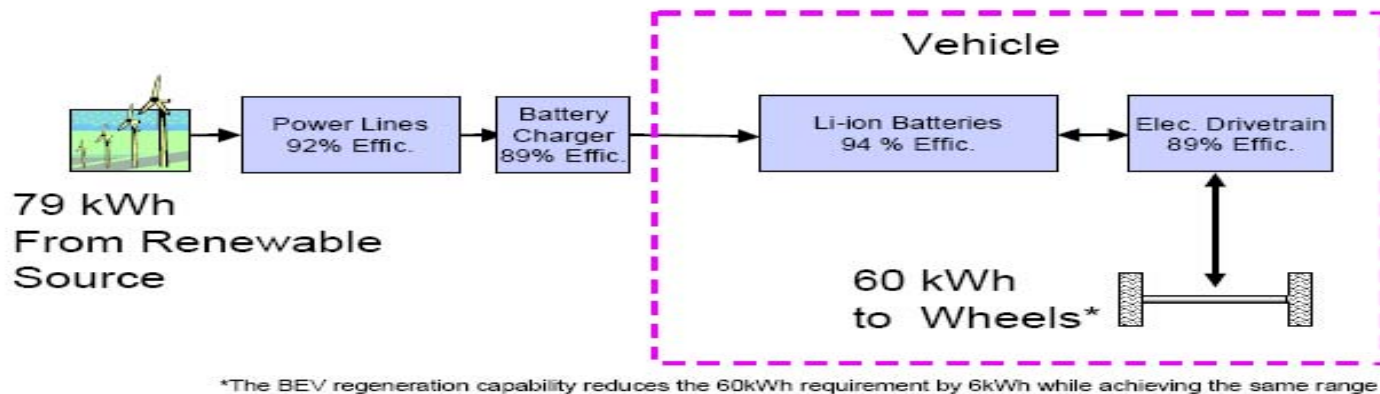 Vehicle
Power Lines
92% Effic.
Battery
Charger
89% Effic.
Li-ion Batteries
94 % Effic.
Elec. Drivetrain
89% Effic.
79 kWh
From Renewable
Source
60 kWh
to Wheels*
*The BEV regeneration capability reduces the 60kWh requirement by 6kWh while achieving the same range